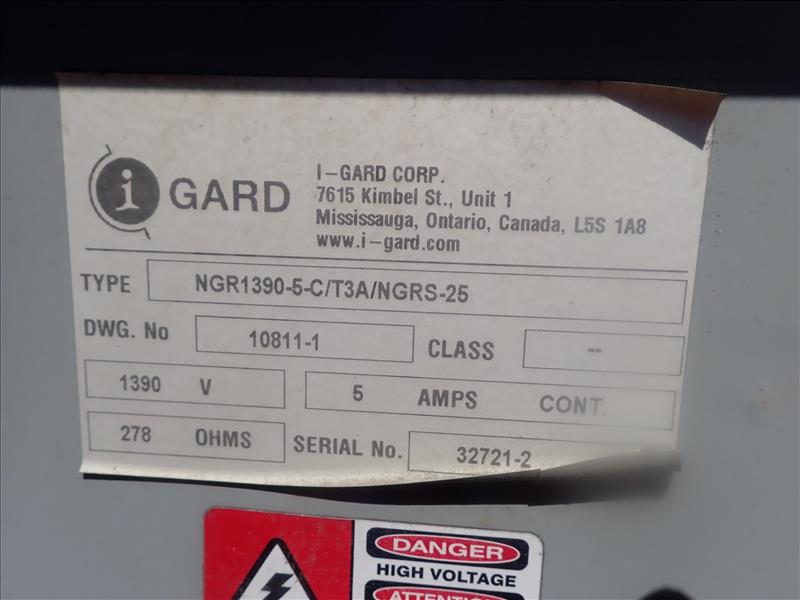 i GARD
I-GARD CORP.
7615 Kimbel St., Unit 1
Mississauga, Ontario, Canada, L5S 1A8
www.i-gard.com
TYPE NGR1390-5-C/T3A/NGRS-25
DWG. No 10811-1 CLASS --
1390 V 5 AMPS CONT.
278 OHMS SERIAL No. 32721-2
DANGER
HIGH VOLTAGE